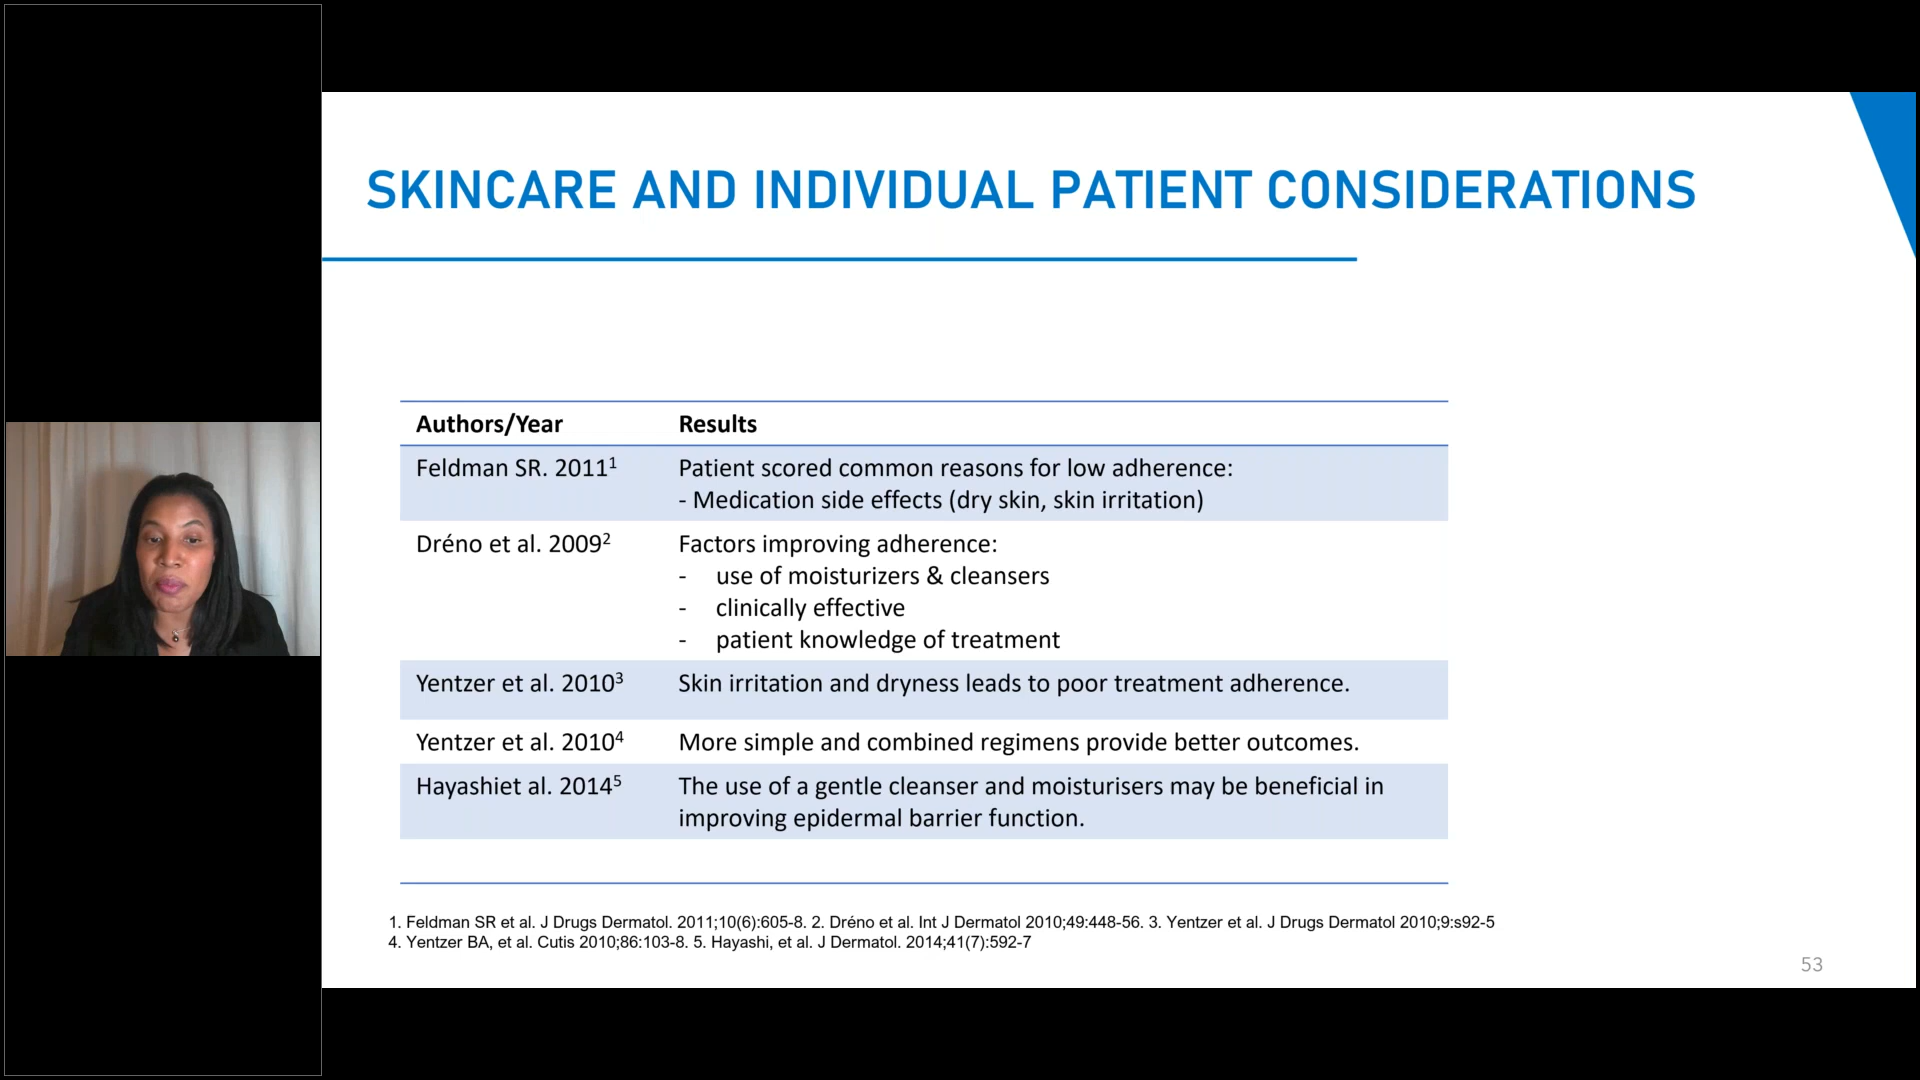 SKINCARE AND INDIVIDUAL PATIENT CONSIDERATIONS
Authors/Year Results
Feldman SR. 2011¹ Patient scored common reasons for low adherence:
- Medication side effects (dry skin, skin irritation)
Dréno et al. 2009² Factors improving adherence:
- use of moisturizers & cleansers
- clinically effective
- patient knowledge of treatment
Yentzer et al. 2010³ Skin irritation and dryness leads to poor treatment adherence.
Yentzer et al. 2010⁴ More simple and combined regimens provide better outcomes.
Hayashiet al. 2014⁵ The use of a gentle cleanser and moisturisers may be beneficial in
improving epidermal barrier function.
1. Feldman SR et al. J Drugs Dermatol. 2011;10(6):605-8. 2. Dréno et al. Int J Dermatol 2010;49:448-56. 3. Yentzer et al. J Drugs Dermatol 2010;9:s92-5
4. Yentzer BA, et al. Cutis 2010;86:103-8. 5. Hayashi, et al. J Dermatol. 2014;41(7):592-7
53